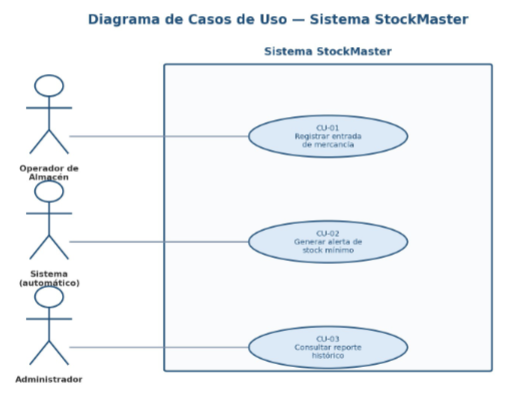 Diagrama de Casos de Uso — Sistema StockMaster
Sistema StockMaster
CU-01
Registrar entrada
de mercancía
Operador de
Almacén
CU-02
Generar alerta de
stock mínimo
Sistema
(automático)
CU-03
Consultar reporte
histórico
Administrador